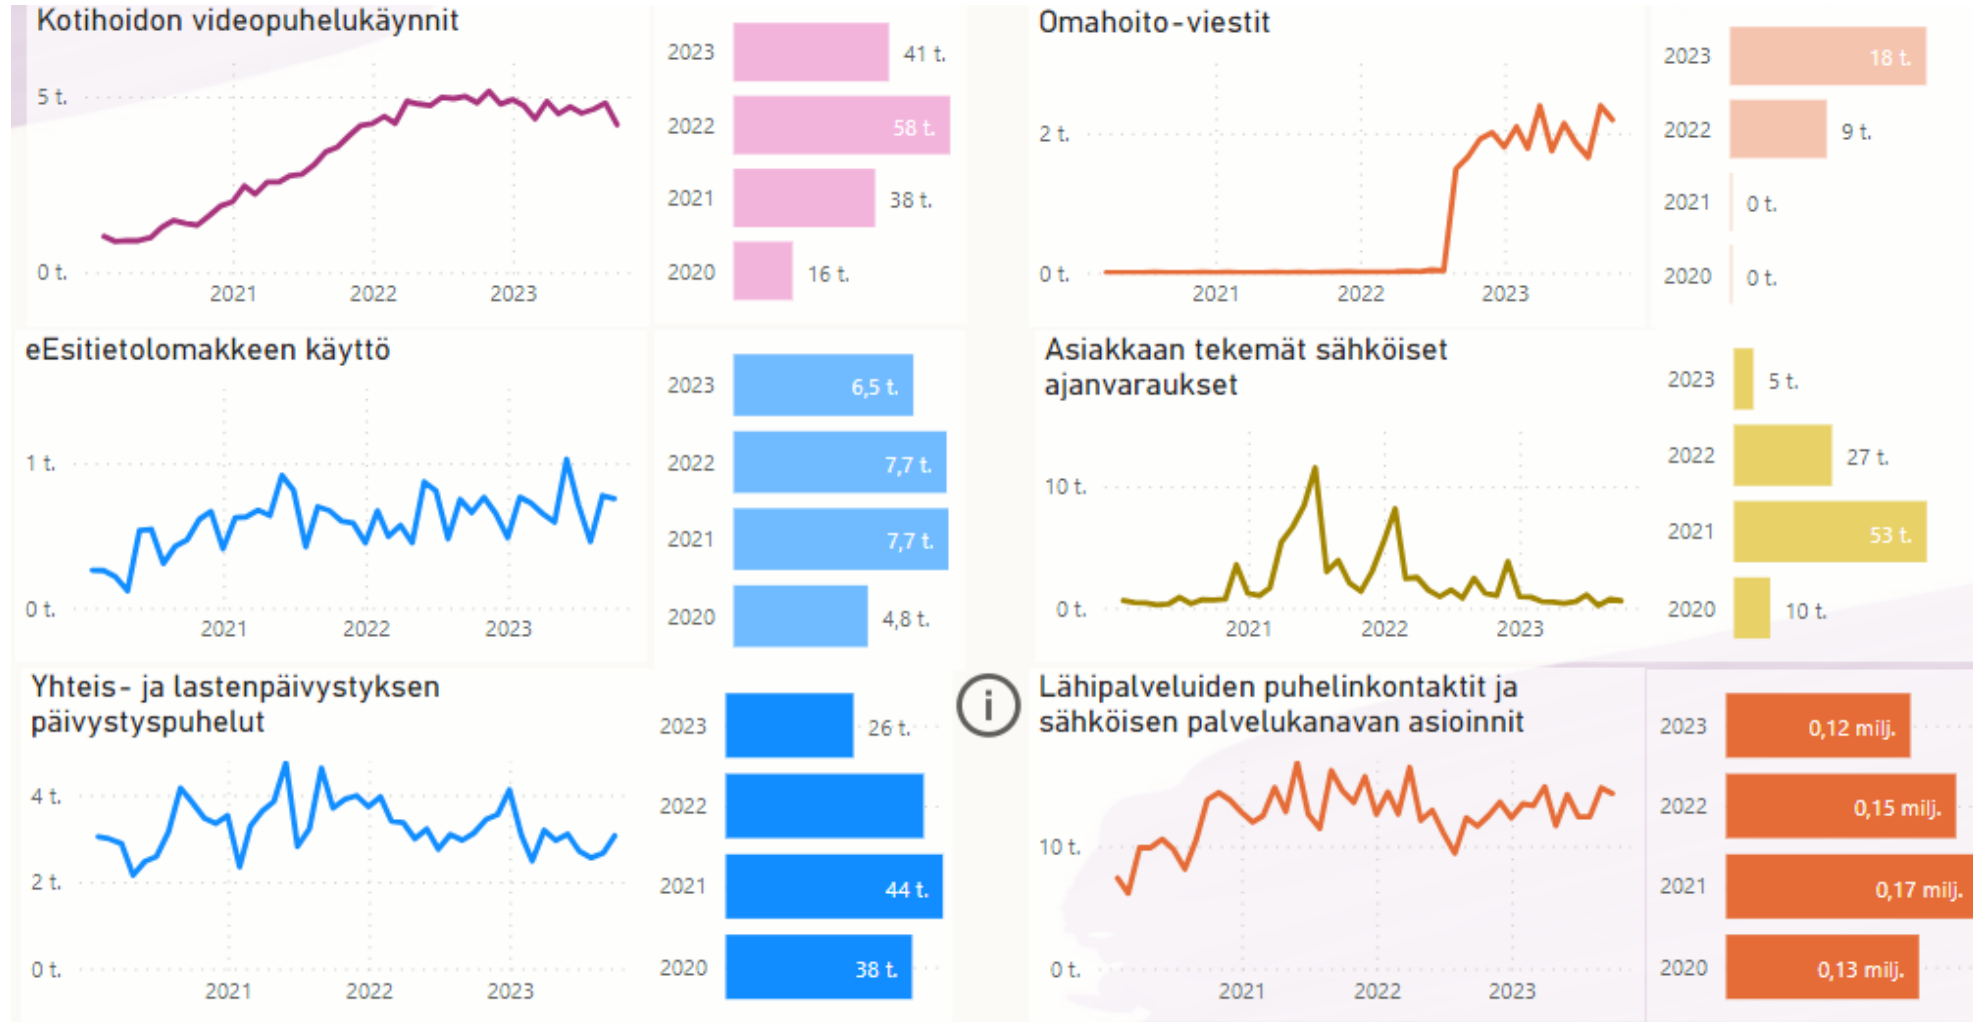 Kotihoidon videopuhelukäynnit
5 t.
0 t.
2021 2022 2023
2023 41 t.
2022 58 t.
2021 38 t.
2020 16 t.
Omahoito-viestit
2 t.
0 t.
2021 2022 2023
2023 18 t.
2022 9 t.
2021 0 t.
2020 0 t.
eEsitietolomakkeen käyttö
1 t.
0 t.
2021 2022 2023
2023 6,5 t.
2022 7,7 t.
2021 7,7 t.
2020 4,8 t.
Asiakkaan tekemät sähköiset
ajanvaraukset
10 t.
0 t.
2021 2022 2023
2023 5 t.
2022 27 t.
2021 53 t.
2020 10 t.
Yhteis- ja lastenpäivystyksen
päivystyspuhelut
4 t.
2 t.
0 t.
2021 2022 2023
2023 26 t.
2022
2021 44 t.
2020 38 t.
i
Lähipalveluiden puhelinkontaktit ja
sähköisen palvelukanavan asioinnit
10 t.
0 t.
2021 2022 2023
2023 0,12 milj.
2022 0,15 milj.
2021 0,17 milj.
2020 0,13 milj.